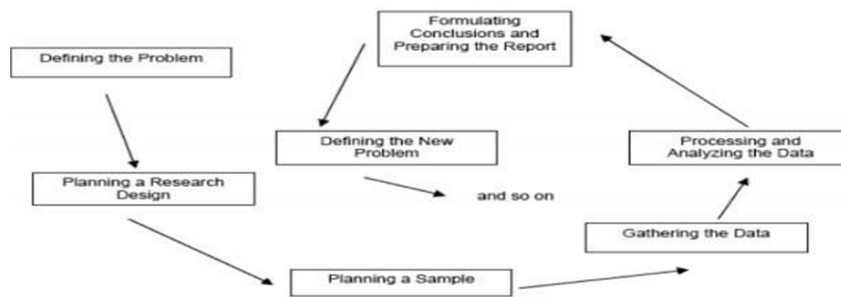 Formulating
Conclusions and
Preparing the Report
Defining the Problem
Defining the New
Problem
Processing and
Analyzing the Data
Planning a Research
Design
and so on
Gathering the Data
Planning a Sample